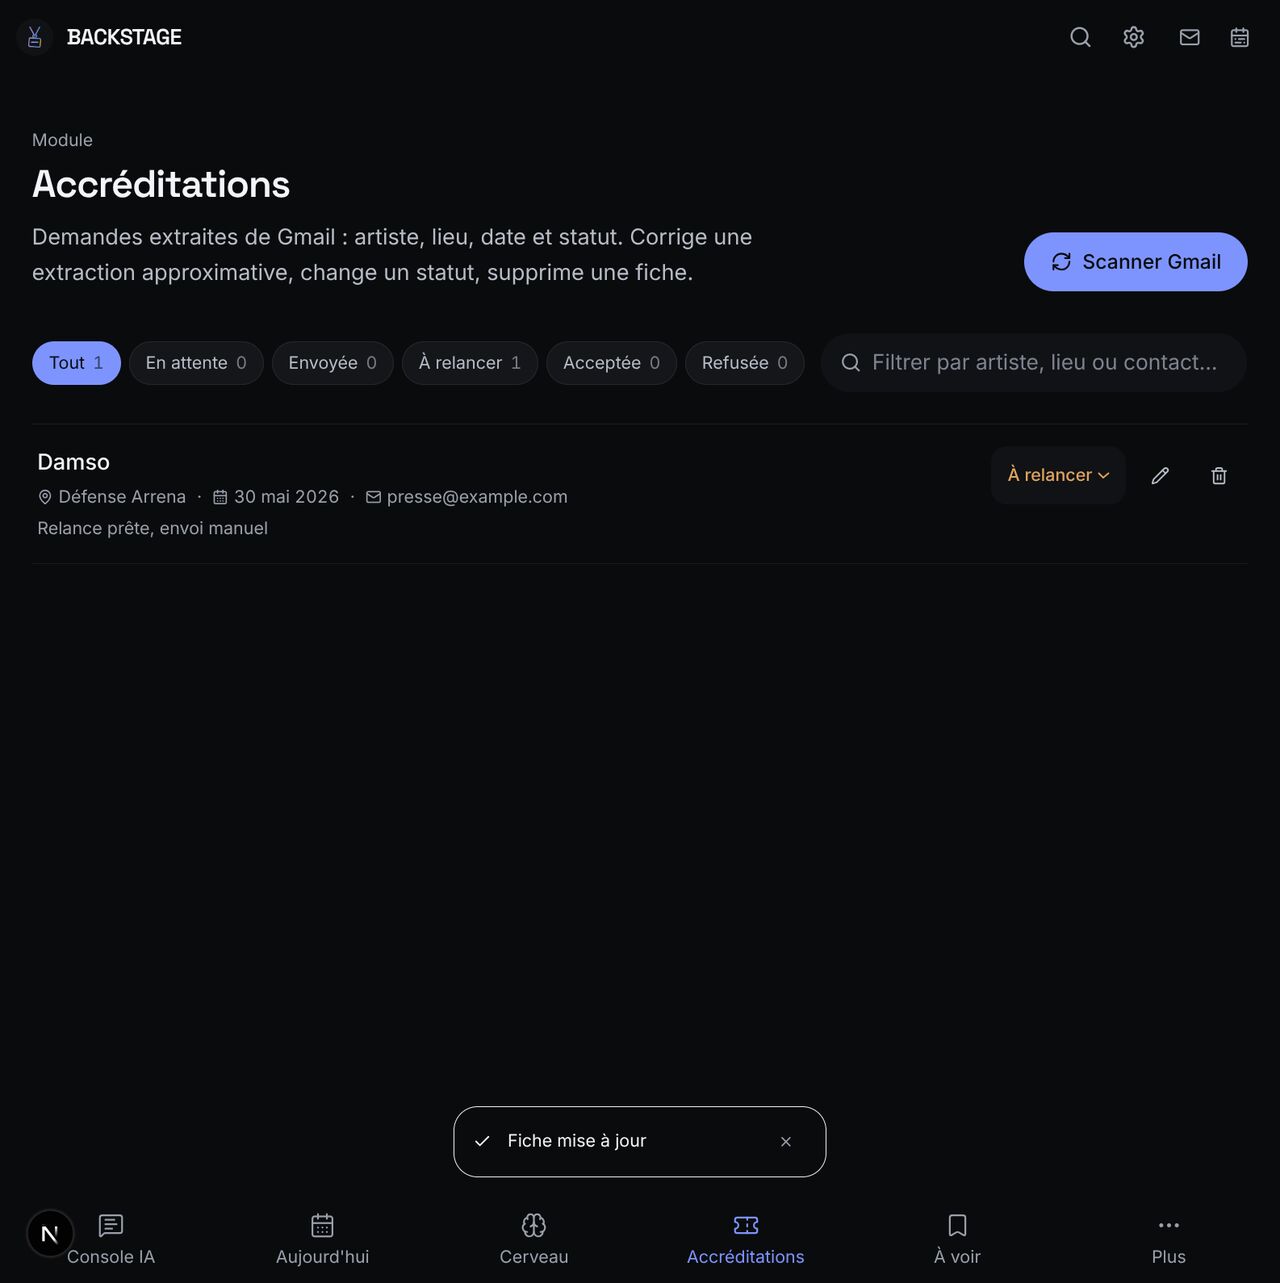 BACKSTAGE
Module
Accréditations
Demandes extraites de Gmail : artiste, lieu, date et statut. Corrige une
extraction approximative, change un statut, supprime une fiche.
Scanner Gmail
Tout 1
En attente 0
Envoyée 0
À relancer 1
Acceptée 0
Refusée 0
Filtrer par artiste, lieu ou contact...
Damso
Défense Arrena · 30 mai 2026 · presse@example.com
Relance prête, envoi manuel
À relancer
Fiche mise à jour
N
Console IA
Aujourd'hui
Cerveau
Accréditations
À voir
Plus